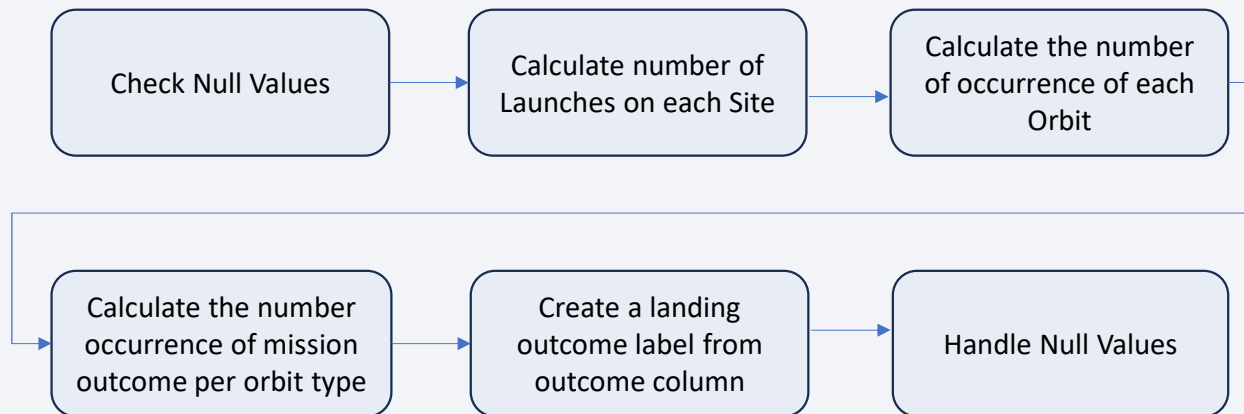 Check Null Values
Calculate number of
Launches on each Site
Calculate the number
of occurrence of each
Orbit
Calculate the number
occurrence of mission
outcome per orbit type
Create a landing
outcome label from
outcome column
Handle Null Values